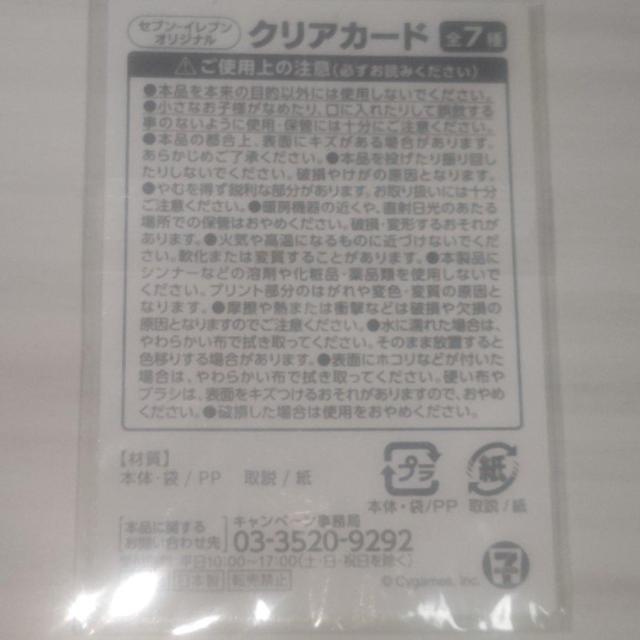 セブン-イレブン
オリジナル
クリアカード 全7種
⚠ご使用上の注意(必ずお読みください)
●本品を本来の目的以外には使用しないでください。
●小さなお子様がなめたり、口に入れたりして誤飲する
事のないように使用、保管には十分にご注意ください。
●本品の都合上、表面にキズがある場合があります。
あらかじめご了承ください。●本品を曲げたり織り回し
たりしないでください。破損やけがの原因となります。
●やむを得ず鋭利な部分があります。お取り扱いには十分
ご注意ください。●暖房機器の近くや、直射日光のあたる
場所での保管はおやめください。破損、変形するおそれが
あります。●火気や高温になるものに近づけないでくださ
い。軟化または変質することがあります。●本製品に
シンナーなどの溶剤や化粧品、薬品類を使用しないで
ください。プリント部分のはがれや変色、変質の原因と
なります。●摩擦や熱または衝撃などは破損や欠損の
原因となりますのでご注意ください。●水に濡れた場合は
やわらかい布で拭き取ってください。そのまま放置すると
色移りする場合があります。●表面にホコリなどが付いた
場合は、やわらかい布で拭き取ってください。硬い布や
ブラシは、表面をキズつけるおそれがありますので、おやめ
ください。●破損した場合は使用をおやめください。
【材質】
本体・袋/PP 取説/紙
プラ 紙
本体・袋/PP 取説/紙
本品に関する
お問い合わせ先
キャンペーン事務局
03-3520-9292
平日10:00~17:00(土・日・祝日を除く)
日本製 転売禁止
©Cygames, Inc.